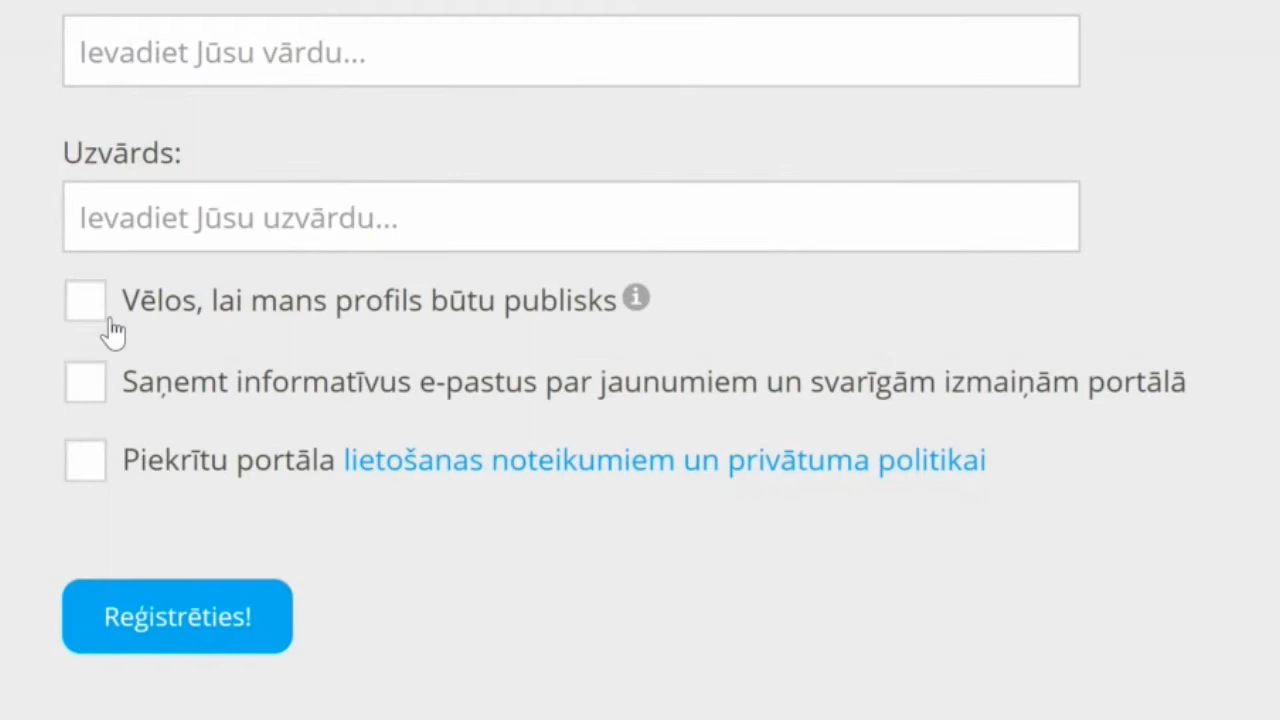 Ievadiet Jūsu vārdu...
Uzvārds:
Ievadiet Jūsu uzvārdu...
Vēlos, lai mans profils būtu publisks
Saņemt informatīvus e-pastus par jaunumiem un svarīgām izmaiņām portālā
Piekrītu portāla lietošanas noteikumiem un privātuma politikai
Reģistrēties!